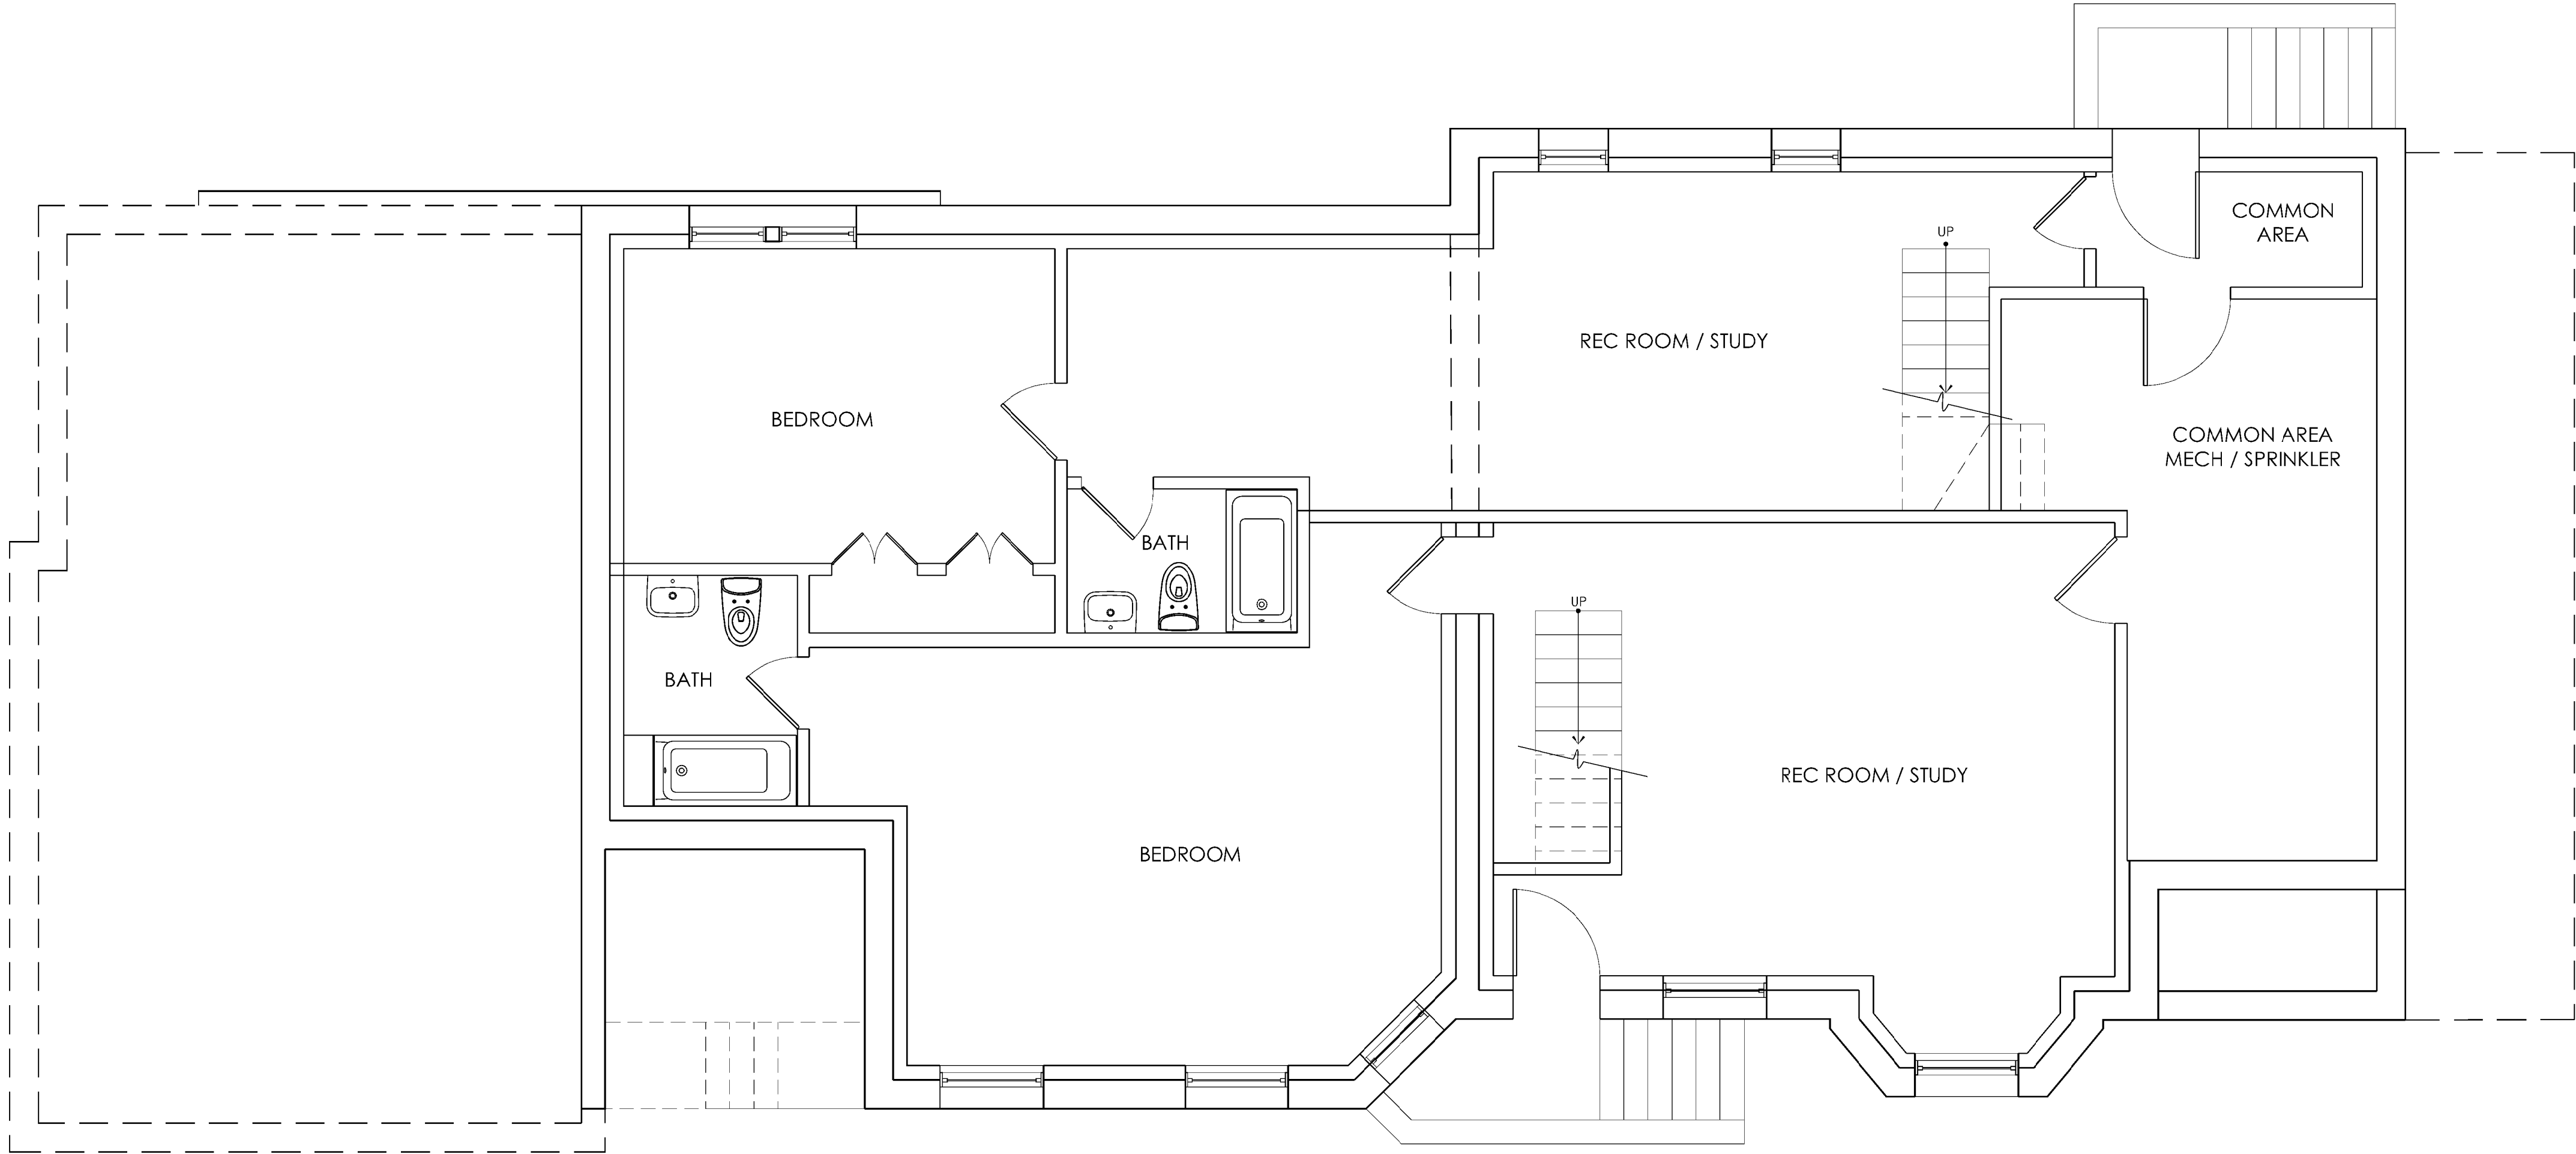 COMMON
AREA
UP
REC ROOM / STUDY
BEDROOM
COMMON AREA
MECH / SPRINKLER
BATH
UP
BATH
REC ROOM / STUDY
BEDROOM